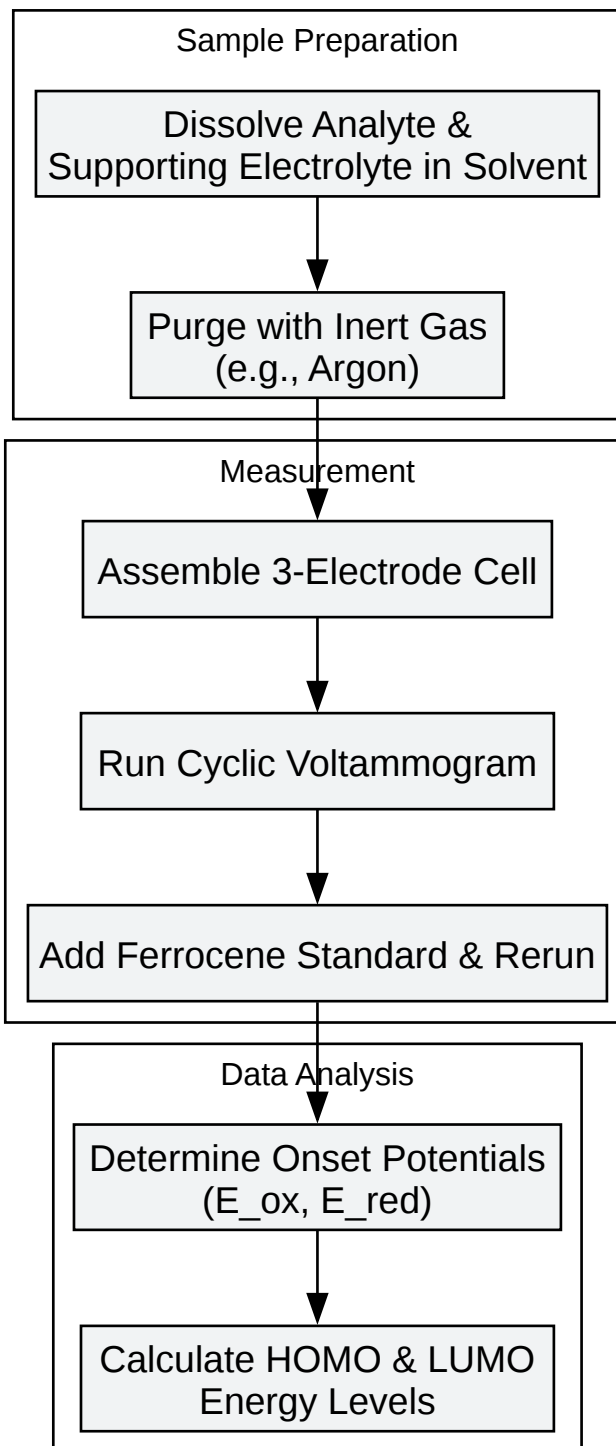 Sample Preparation
Dissolve Analyte &
Supporting Electrolyte in Solvent
Purge with Inert Gas
(e.g., Argon)
Measurement
Assemble 3-Electrode Cell
Run Cyclic Voltammogram
Add Ferrocene Standard & Rerun
Data Analysis
Determine Onset Potentials
(E_ox, E_red)
Calculate HOMO & LUMO
Energy Levels